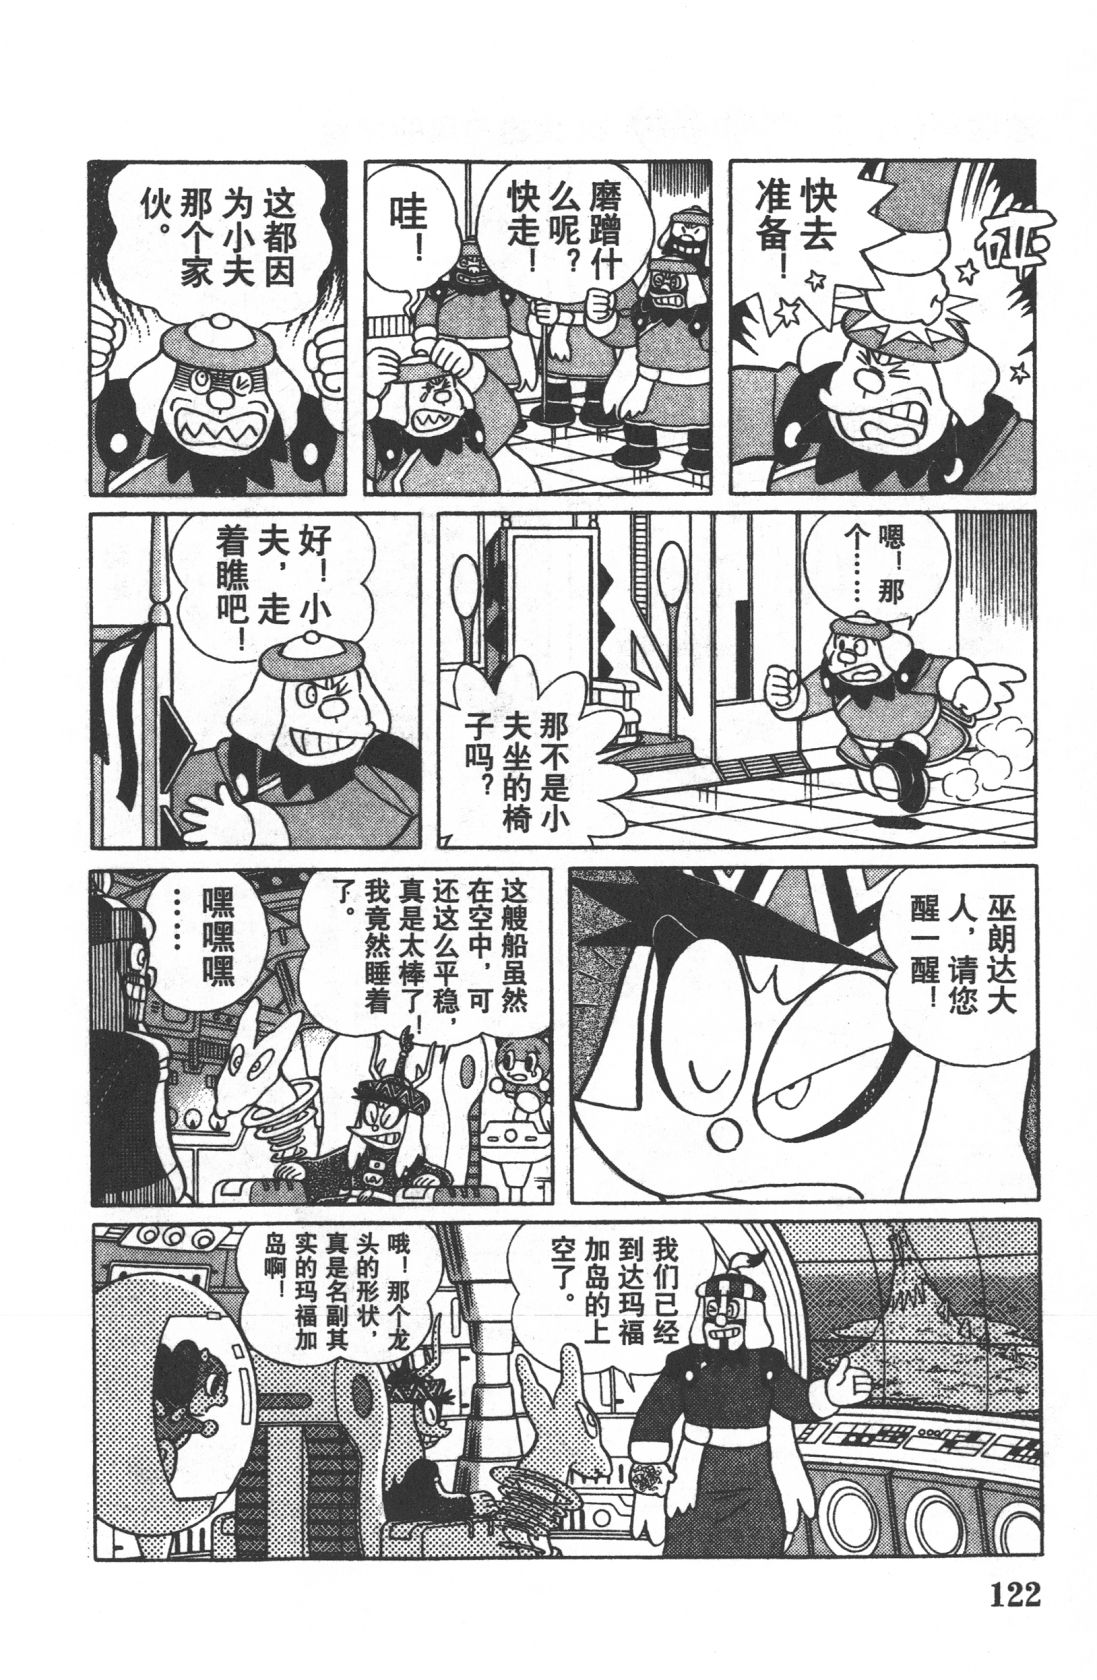 快去
准备！
砸
磨蹭什
么呢？
快走！
哇！
这都因
为小夫
那个家
伙。
嗯！那
个……
那不是小
夫坐的椅
子吗？
好！小
夫，走
着瞧吧！
巫朗达大
人，请您
醒一醒！
这艘船虽然
在空中，可
还这么平稳，
真是太棒了！
我竟然睡着
了。
嘿嘿嘿
……
我们已经
到达玛福
加岛的上
空了。
哦！那个龙
头的形状，
真是名副其
实的玛福加
岛啊！
122